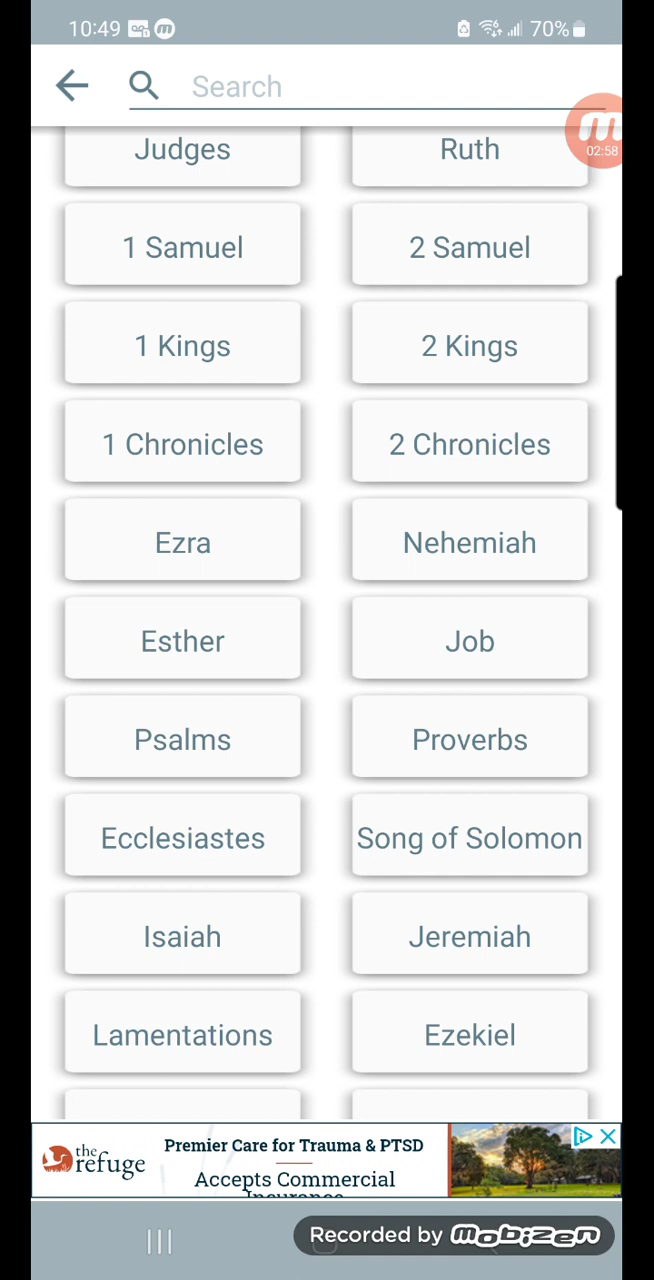 10:49 70%
Search
02:58
Judges Ruth
1 Samuel 2 Samuel
1 Kings 2 Kings
1 Chronicles 2 Chronicles
Ezra Nehemiah
Esther Job
Psalms Proverbs
Ecclesiastes Song of Solomon
Isaiah Jeremiah
Lamentations Ezekiel
the refuge
Premier Care for Trauma & PTSD
Accepts Commercial
Insurance
Recorded by mobizen